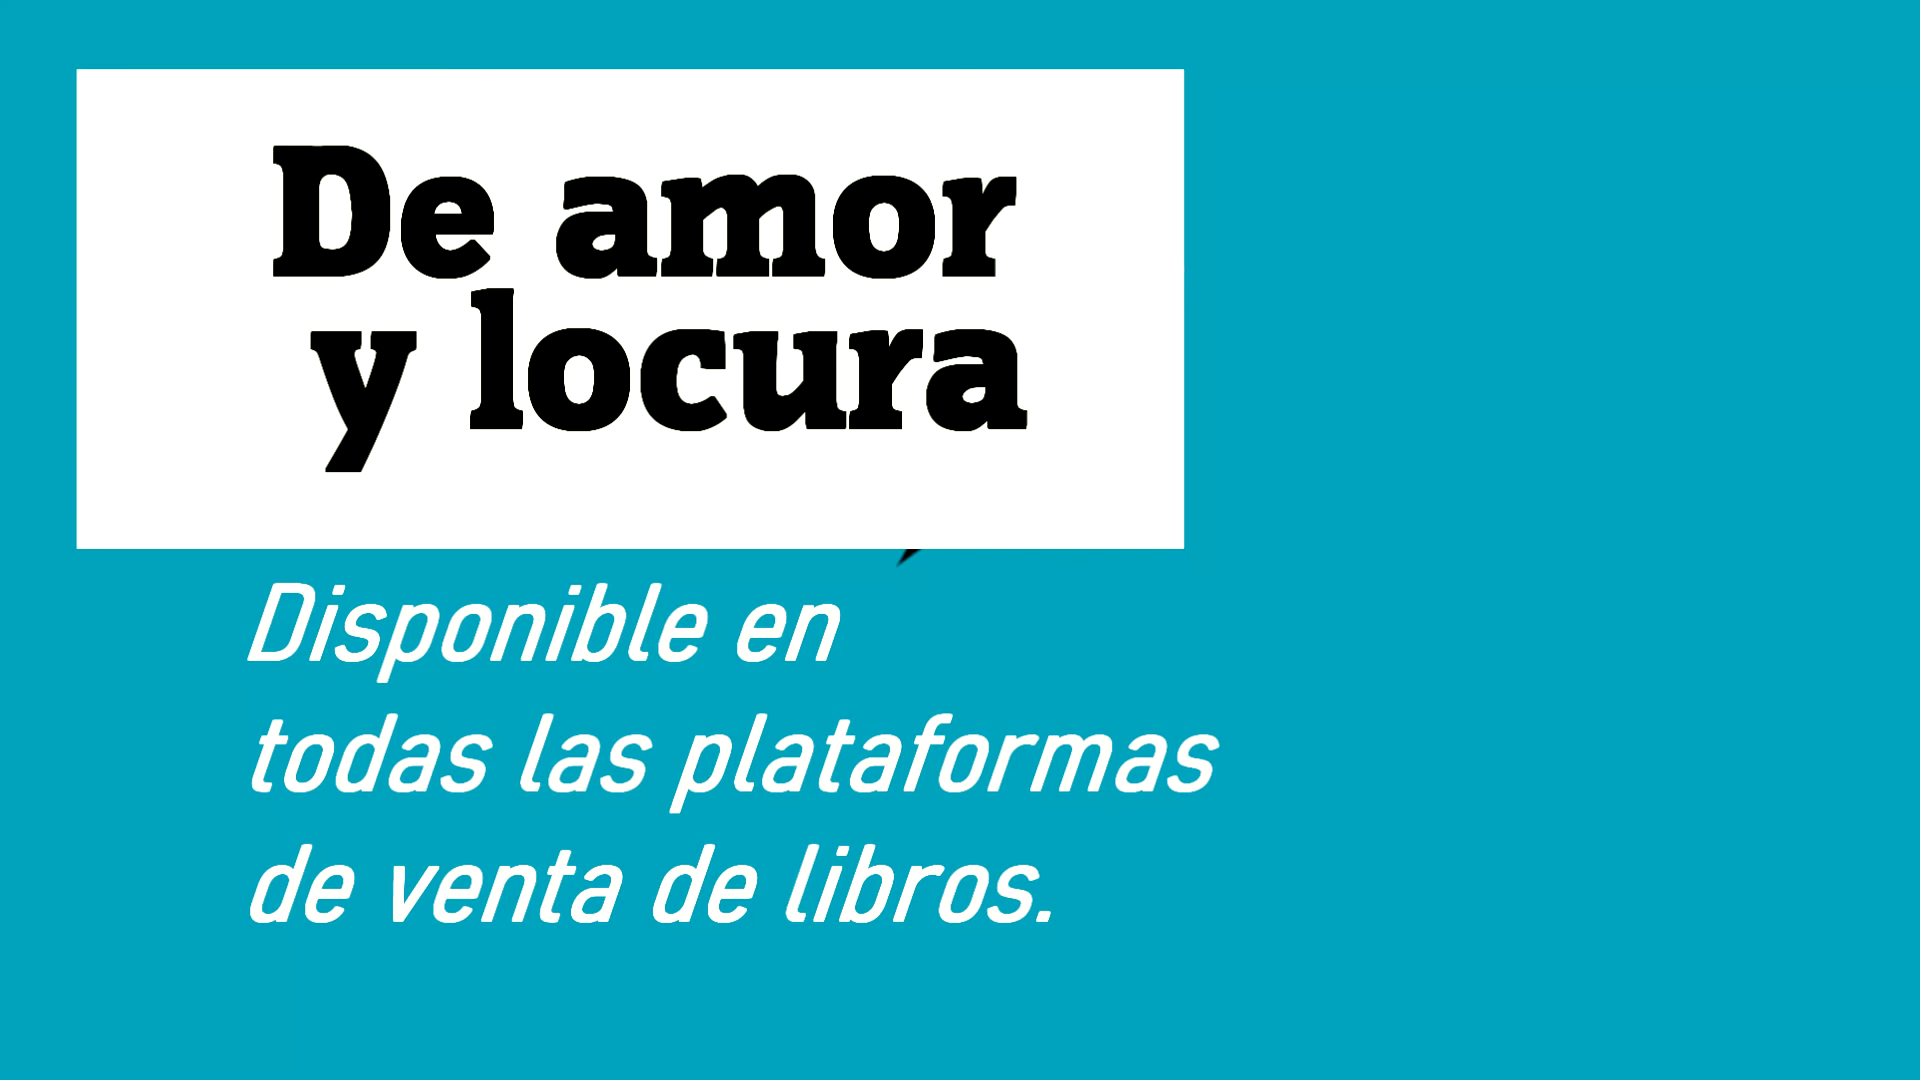 De amor
y locura
Disponible en
todas las plataformas
de venta de libros.